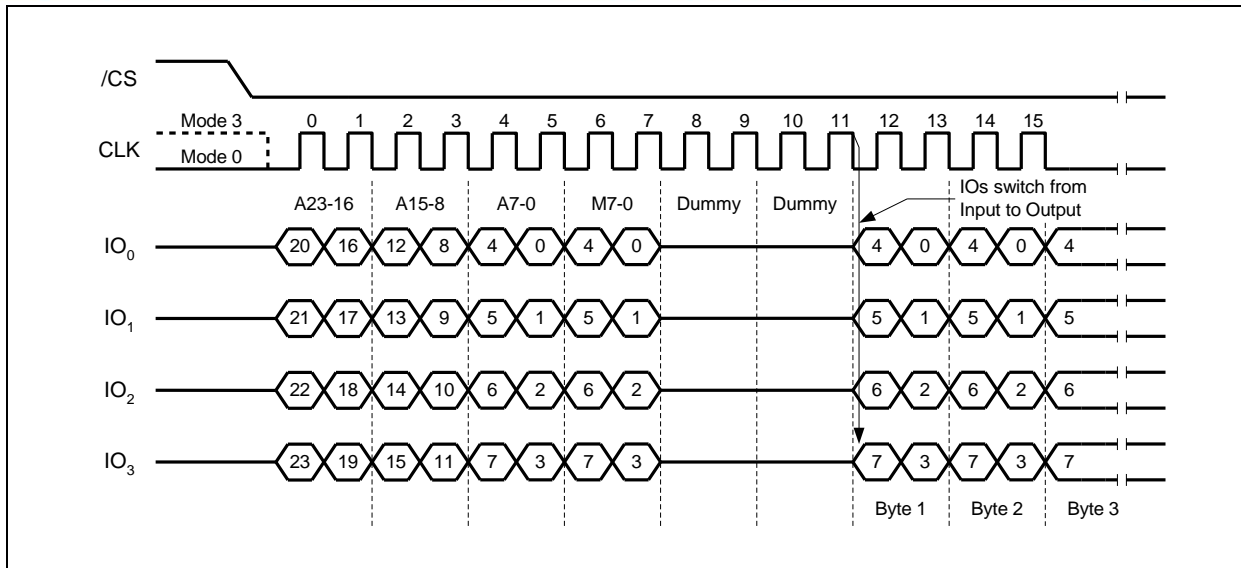 /CS
Mode 3 0 1 2 3 4 5 6 7 8 9 10 11 12 13 14 15
CLK
Mode 0
IOs switch from
Input to Output
A23-16 A15-8 A7-0 M7-0 Dummy Dummy
IO0 20 16 12 8 4 0 4 0 4 0 4 0 4
IO1 21 17 13 9 5 1 5 1 5 1 5 1 5
IO2 22 18 14 10 6 2 6 2 6 2 6 2 6
IO3 23 19 15 11 7 3 7 3 7 3 7 3 7
Byte 1 Byte 2 Byte 3